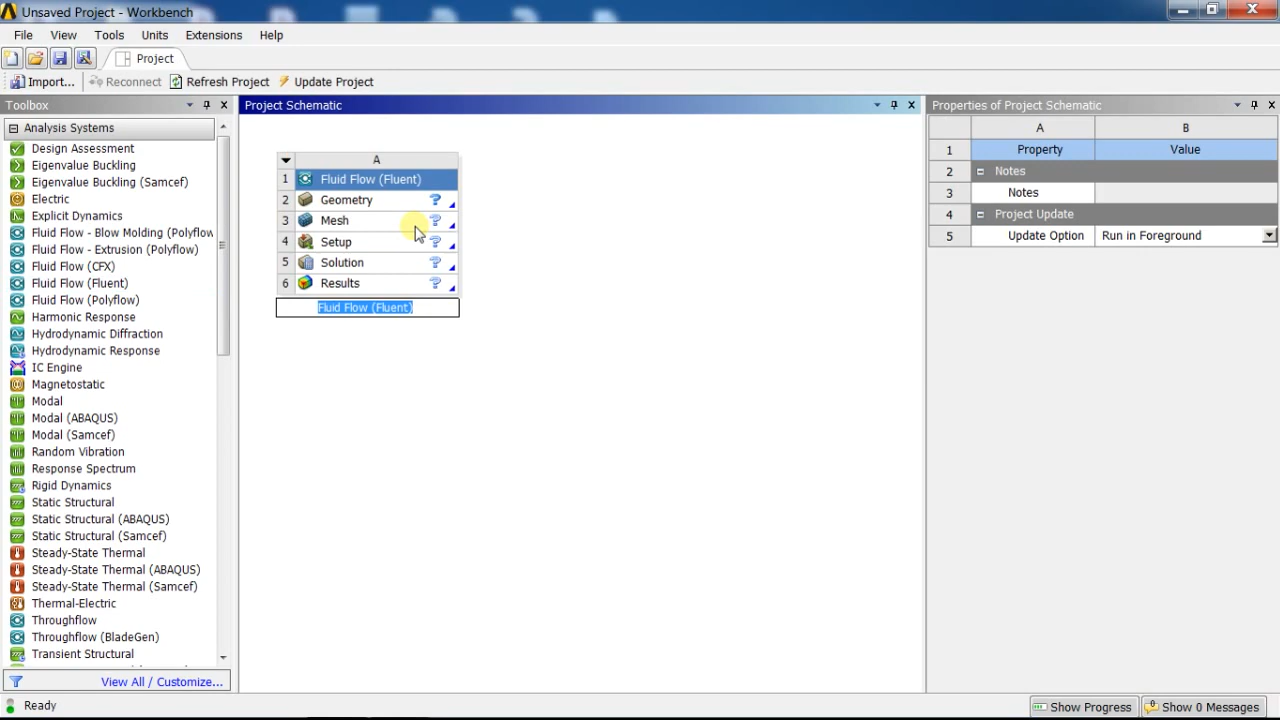 Unsaved Project - Workbench
File View Tools Units Extensions Help
Project
Import... Reconnect Refresh Project Update Project
Toolbox
Analysis Systems
Design Assessment
Eigenvalue Buckling
Eigenvalue Buckling (Samcef)
Electric
Explicit Dynamics
Fluid Flow - Blow Molding (Polyflow
Fluid Flow - Extrusion (Polyflow)
Fluid Flow (CFX)
Fluid Flow (Fluent)
Fluid Flow (Polyflow)
Harmonic Response
Hydrodynamic Diffraction
Hydrodynamic Response
IC Engine
Magnetostatic
Modal
Modal (ABAQUS)
Modal (Samcef)
Random Vibration
Response Spectrum
Rigid Dynamics
Static Structural
Static Structural (ABAQUS)
Static Structural (Samcef)
Steady-State Thermal
Steady-State Thermal (ABAQUS)
Steady-State Thermal (Samcef)
Thermal-Electric
Throughflow
Throughflow (BladeGen)
Transient Structural
View All / Customize...
Project Schematic
A
1 Fluid Flow (Fluent)
2 Geometry ?
3 Mesh ?
4 Setup ?
5 Solution ?
6 Results ?
Fluid Flow (Fluent)
Properties of Project Schematic
A B
1 Property Value
2 Notes
3 Notes
4 Project Update
5 Update Option Run in Foreground
Ready
Show Progress
0 Show 0 Messages